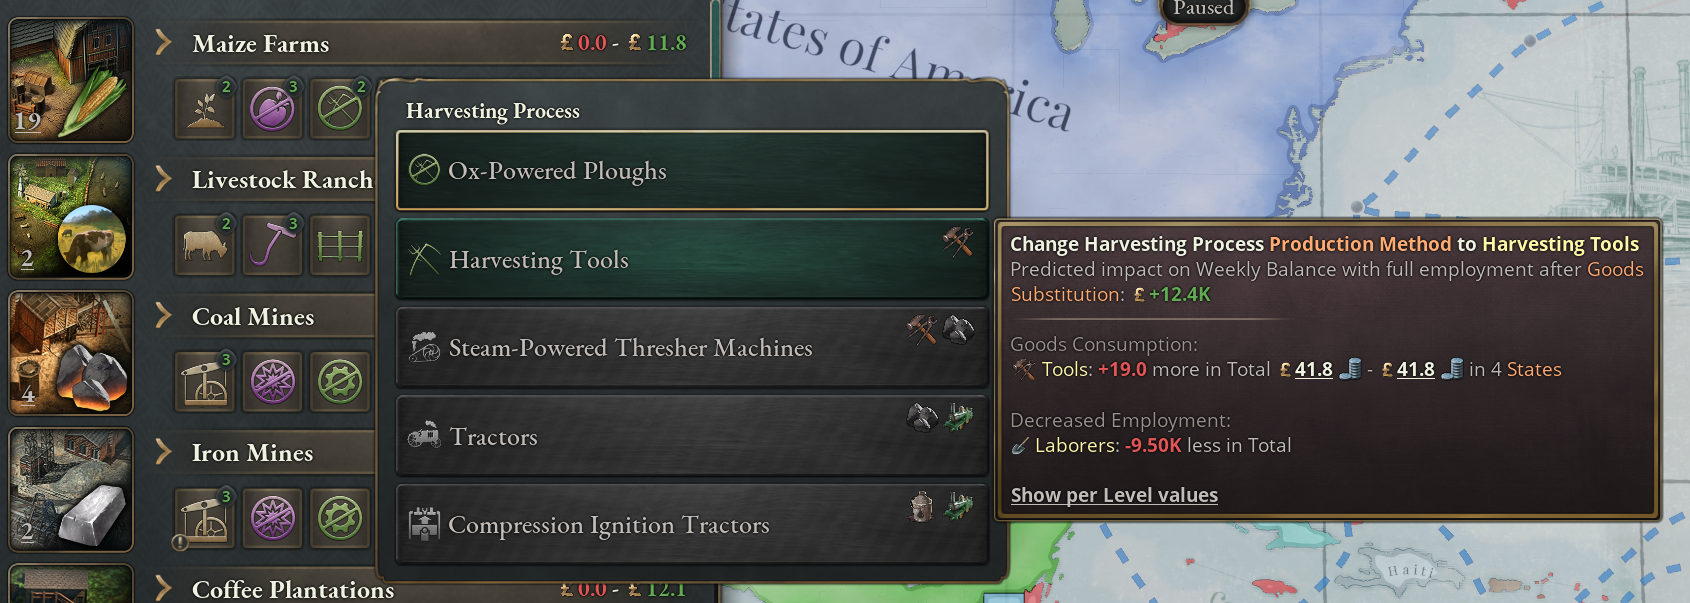 tates of America
Paused
Maize Farms
£ 0.0 - £ 11.8
19
2
3
2
Harvesting Process
Ox-Powered Ploughs
Harvesting Tools
Steam-Powered Thresher Machines
Tractors
Compression Ignition Tractors
Livestock Ranch
2
2
3
Coal Mines
4
3
Iron Mines
2
3
Coffee Plantations
£ 0.0 - £ 12.1
Change Harvesting Process Production Method to Harvesting Tools
Predicted impact on Weekly Balance with full employment after Goods
Substitution: £ +12.4K
Goods Consumption:
Tools: +19.0 more in Total £ 41.8 - £ 41.8 in 4 States
Decreased Employment:
Laborers: -9.50K less in Total
Show per Level values
Haiti